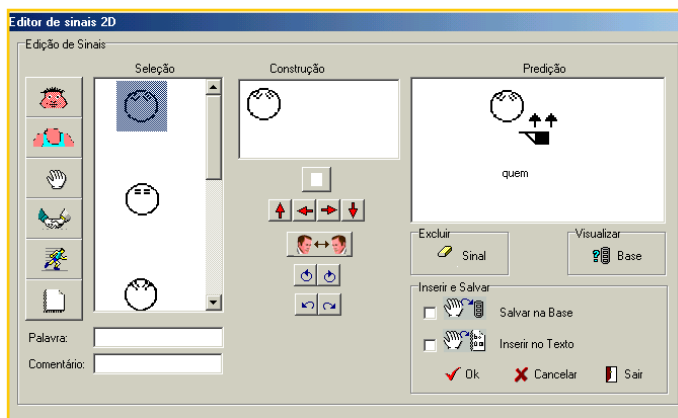 Editor de sinais 2D
Edição de Sinais
Seleção
Construção
Predição
quem
Excluir
Sinal
Visualizar
Base
Inserir e Salvar
Salvar na Base
Inserir no Texto
Ok
Cancelar
Sair
Palavra:
Comentário: